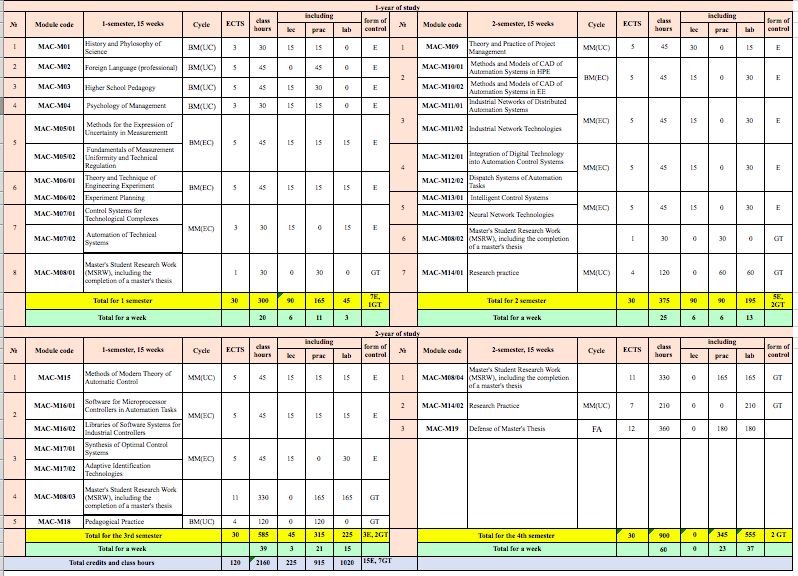 1-year of study
№ Module code 1-semester, 15 weeks Cycle ECTS class hours including lec prac lab form of control
1 MAC-M01 History and Phylosophy of Science BM(UC) 3 30 15 15 0 E
2 MAC-M02 Foreign Language (professional) BM(UC) 5 45 0 45 0 E
3 MAC-M03 Higher School Pedagogy BM(UC) 5 45 15 30 0 E
4 MAC-M04 Psychology of Management BM(UC) 3 30 15 15 0 E
5 MAC-M05/01 Methods for the Expression of Uncertainty in Measurementt BM(EC) 5 45 15 15 15 E
MAC-M05/02 Fundamentals of Measurement Uniformity and Technical Regulation
6 MAC-M06/01 Theory and Technique of Engineering Experiment BM(EC) 5 45 15 15 15 E
MAC-M06/02 Experiment Planning
7 MAC-M07/01 Control Systems for Technological Complexes MM(EC) 3 30 15 0 15 E
MAC-M07/02 Automation of Technical Systems
8 MAC-M08/01 Master's Student Research Work (MSRW), including the completion of a master's thesis 1 30 0 30 0 GT
Total for 1 semester 30 300 90 165 45 7E, 1GT
Total for a week 20 6 11 3
№ Module code 2-semester, 15 weeks Cycle ECTS class hours including lec prac lab form of control
1 MAC-M09 Theory and Practice of Project Management MM(UC) 5 45 30 0 15 E
2 MAC-M10/01 Methods and Models of CAD of Automation Systems in HPE BM(EC) 5 45 15 0 30 E
MAC-M10/02 Methods and Models of CAD of Automation Systems in EE
3 MAC-M11/01 Industrial Networks of Distributed Automation Systems MM(EC) 5 45 15 0 30 E
MAC-M11/02 Industrial Network Technologies
4 MAC-M12/01 Integration of Digital Technology into Automation Control Systems MM(EC) 5 45 15 0 30 E
MAC-M12/02 Dispatch Systems of Automation Tasks
5 MAC-M13/01 Intelligent Control Systems MM(EC) 5 45 15 0 30 E
MAC-M13/02 Neural Network Technologies
6 MAC-M08/02 Master's Student Research Work (MSRW), including the completion of a master's thesis 1 30 0 30 0 GT
7 MAC-M14/01 Research practice MM(UC) 4 120 0 60 60 GT
Total for 2 semester 30 375 90 90 195 5E, 2GT
Total for a week 25 6 6 13
2-year of study
№ Module code 1-semester, 15 weeks Cycle ECTS class hours including lec prac lab form of control
1 MAC-M15 Methods of Modern Theory of Automatic Control MM(UC) 5 45 15 15 15 E
2 MAC-M16/01 Software for Microprocessor Controllers in Automation Tasks MM(EC) 5 45 15 15 15 E
MAC-M16/02 Libraries of Software Systems for Industrial Controllers
3 MAC-M17/01 Synthesis of Optimal Control Systems MM(EC) 5 45 15 0 30 E
MAC-M17/02 Adaptive Identification Technologies
4 MAC-M08/03 Master's Student Research Work (MSRW), including the completion of a master's thesis 11 330 0 165 165 GT
5 MAC-M18 Pedagogical Practice BM(UC) 4 120 0 120 0 GT
Total for the 3rd semester 30 585 45 315 225 3E, 2GT
Total for a week 39 3 21 15
Total credits and class hours 120 2160 225 915 1020 15E, 7GT
№ Module code 2-semester, 15 weeks Cycle ECTS class hours including lec prac lab form of control
1 MAC-M08/04 Master's Student Research Work (MSRW), including the completion of a master's thesis 11 330 0 165 165 GT
2 MAC-M14/02 Research Practice MM(UC) 7 210 0 0 210 GT
3 MAC-M19 Defense of Master's Thesis FA 12 360 0 180 180
Total for the 4th semester 30 900 0 345 555 2 GT
Total for a week 60 0 23 37